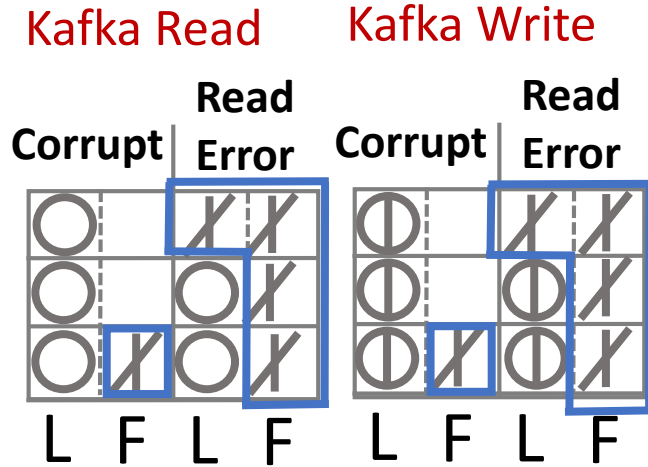 Kafka Read
Kafka Write
Corrupt
Read
Error
Corrupt
Read
Error
L F L F
L F L F